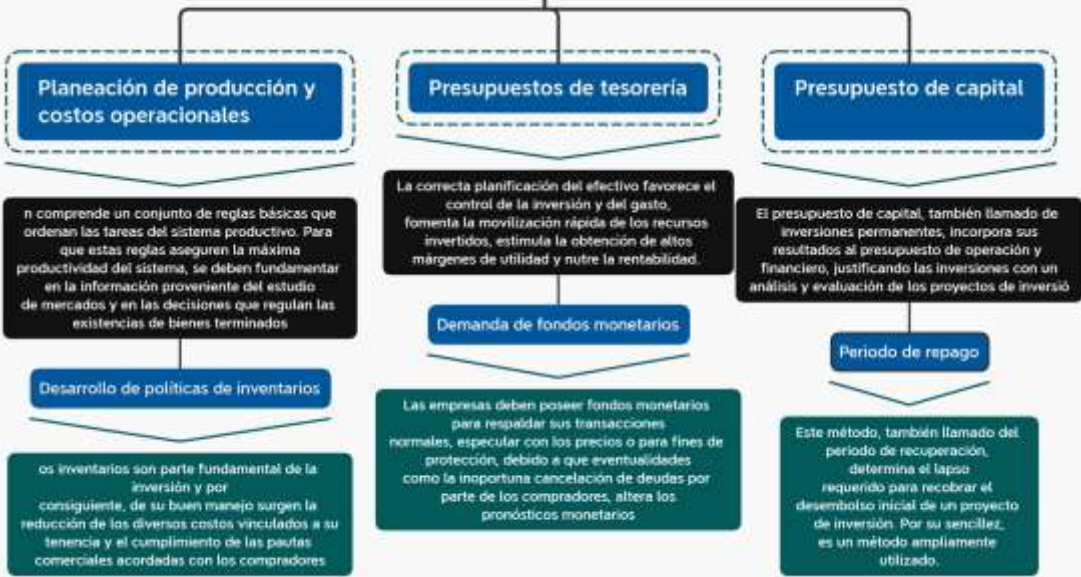 Planeación de producción y
costos operacionales
n comprende un conjunto de reglas básicas que
ordenan las tareas del sistema productivo. Para
que estas reglas aseguren la máxima
productividad del sistema, se deben fundamentar
en la información proveniente del estudio
de mercados y en las decisiones que regulan las
existencias de bienes terminados
Desarrollo de políticas de inventarios
os inventarios son parte fundamental de la
inversión y por
consiguiente, de su buen manejo surgen la
reducción de los diversos costos vinculados a su
tenencia y el cumplimiento de las pautas
comerciales acordadas con los compradores
Presupuestos de tesorería
La correcta planificación del efectivo favorece el
control de la inversión y del gasto,
fomenta la movilización rápida de los recursos
invertidos, estimula la obtención de altos
márgenes de utilidad y nutre la rentabilidad.
Demanda de fondos monetarios
Las empresas deben poseer fondos monetarios
para respaldar sus transacciones
normales, especular con los precios o para fines de
protección, debido a que eventualidades
como la inoportuna cancelación de deudas por
parte de los compradores, altera los
pronósticos monetarios
Presupuesto de capital
El presupuesto de capital, también llamado de
inversiones permanentes, incorpora sus
resultados al presupuesto de operación y
financiero, justificando las inversiones con un
análisis y evaluación de los proyectos de inversió
Periodo de repago
Este método, también llamado del
periodo de recuperación,
determina el lapso
requerido para recobrar el
desembolso inicial de un proyecto
de inversión. Por su sencillez,
es un método ampliamente
utilizado.